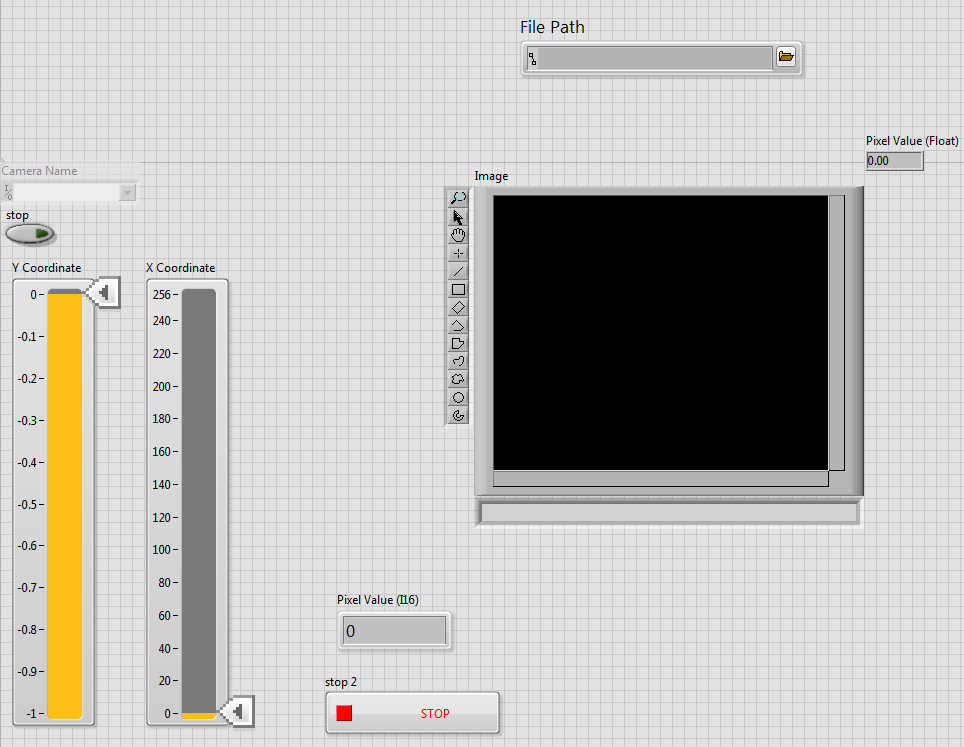 File Path
Pixel Value (Float)
0.00
Camera Name
I/0
Image
stop
Y Coordinate
X Coordinate
0
-0.1
-0.2
-0.3
-0.4
-0.5
-0.6
-0.7
-0.8
-0.9
-1
256
240
220
200
180
160
140
120
100
80
60
40
20
0
Pixel Value (I16)
0
stop 2
STOP